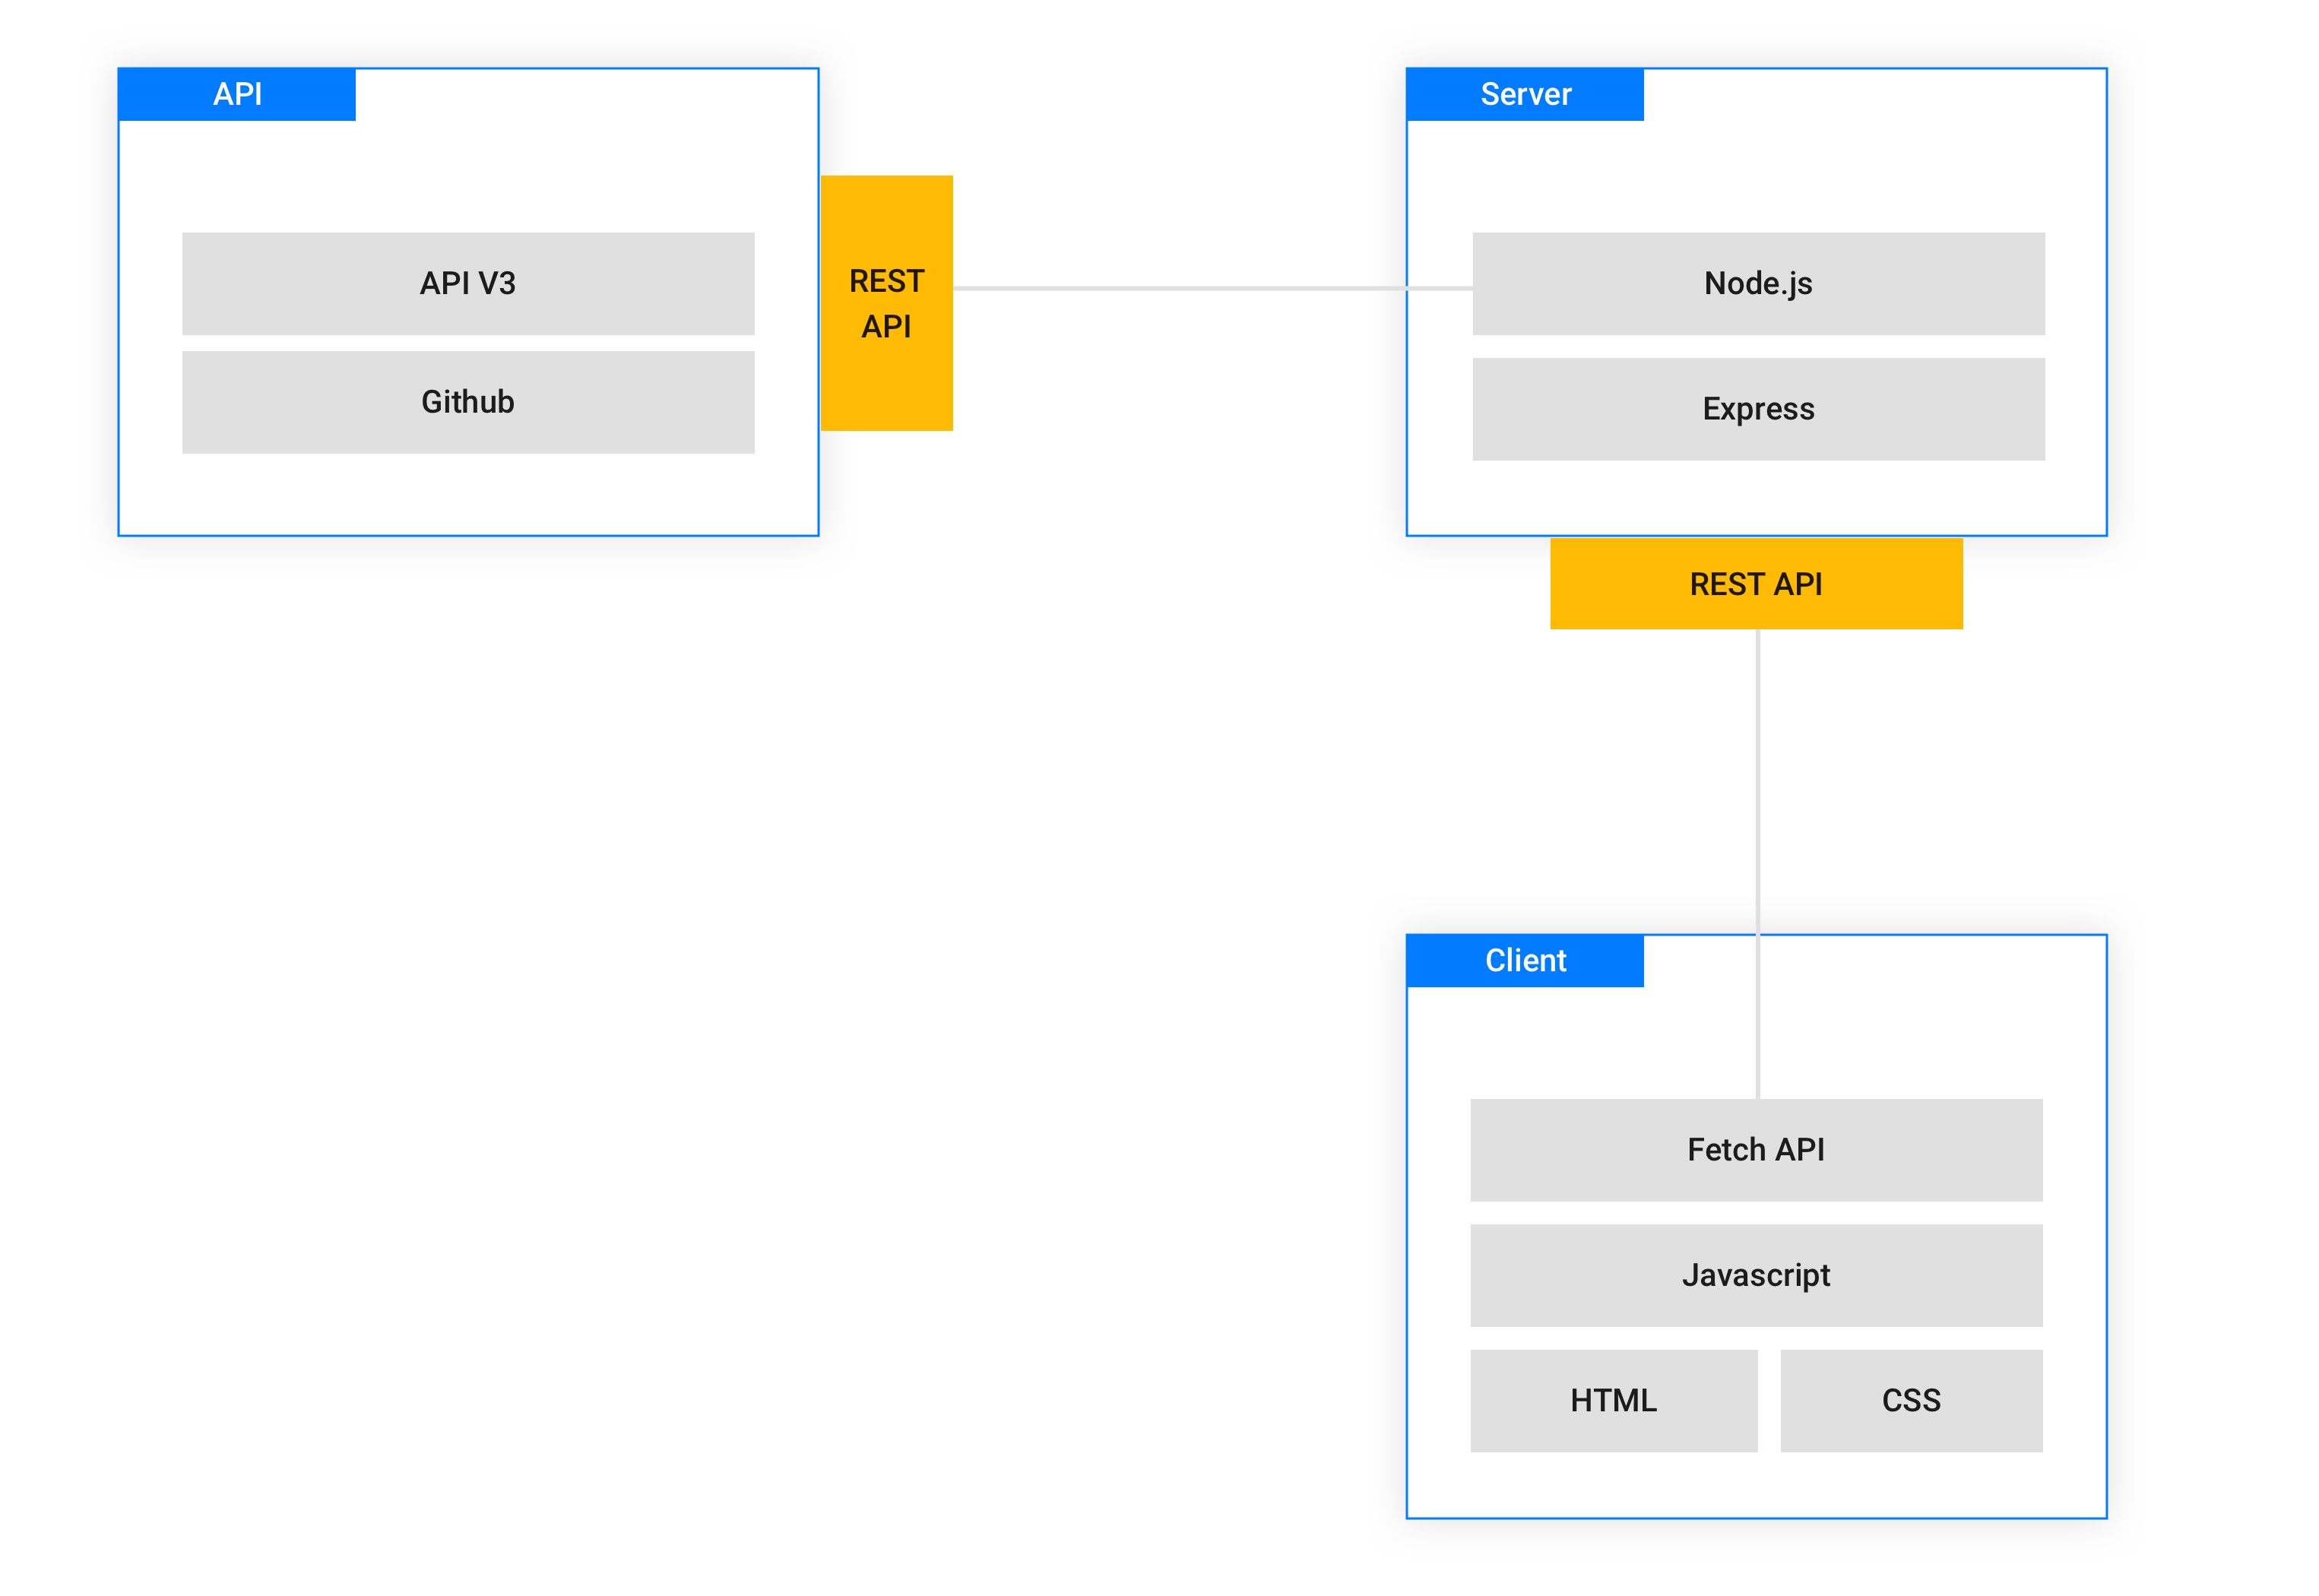 API
API V3
Github
REST
API
Server
Node.js
Express
REST API
Client
Fetch API
Javascript
HTML
CSS